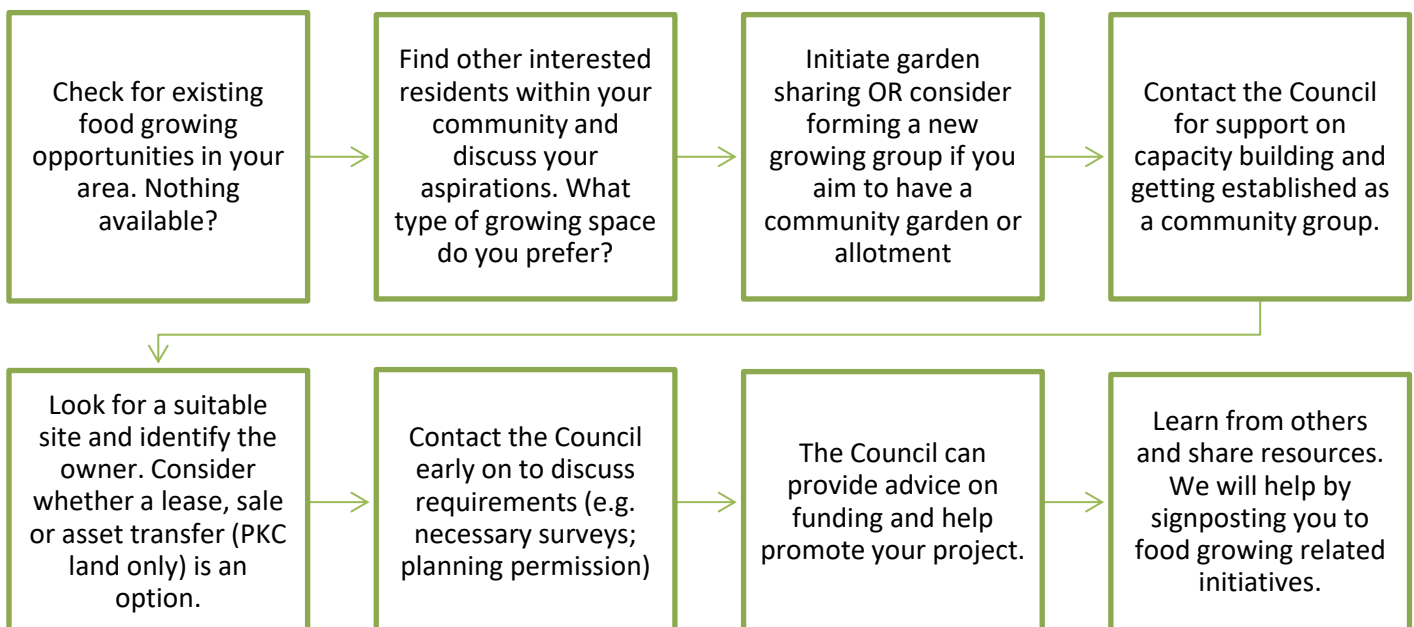 Check for existing
food growing
opportunities in your
area. Nothing
available?
Find other interested
residents within your
community and
discuss your
aspirations. What
type of growing space
do you prefer?
Initiate garden
sharing OR consider
forming a new
growing group if you
aim to have a
community garden or
allotment
Contact the Council
for support on
capacity building and
getting established as
a community group.
Look for a suitable
site and identify the
owner. Consider
whether a lease, sale
or asset transfer (PKC
land only) is an
option.
Contact the Council
early on to discuss
requirements (e.g.
necessary surveys;
planning permission)
The Council can
provide advice on
funding and help
promote your project.
Learn from others
and share resources.
We will help by
signposting you to
food growing related
initiatives.